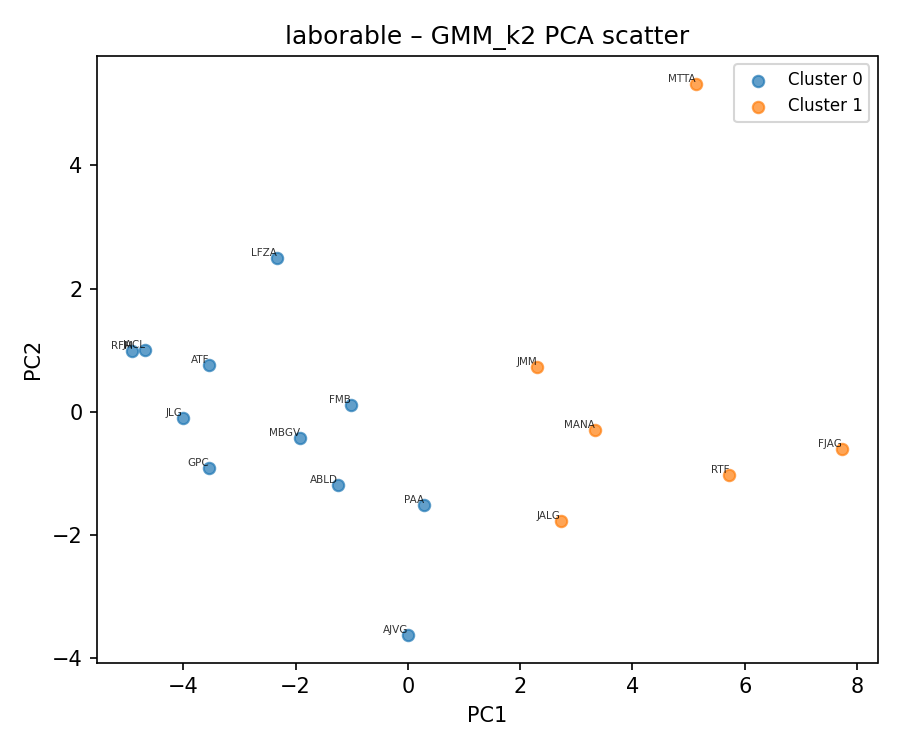 laborable – GMM_k2 PCA scatter
MTTA
Cluster 0
Cluster 1
4
LFZA
2
ATF
JMM
FMB
0
JLG
MBGV
MANA
FJAG
GPC
RTF
ABLD
PAA
JALG
−2
AJVG
−4
−4 −2 0 2 4 6 8
PC1
PC2